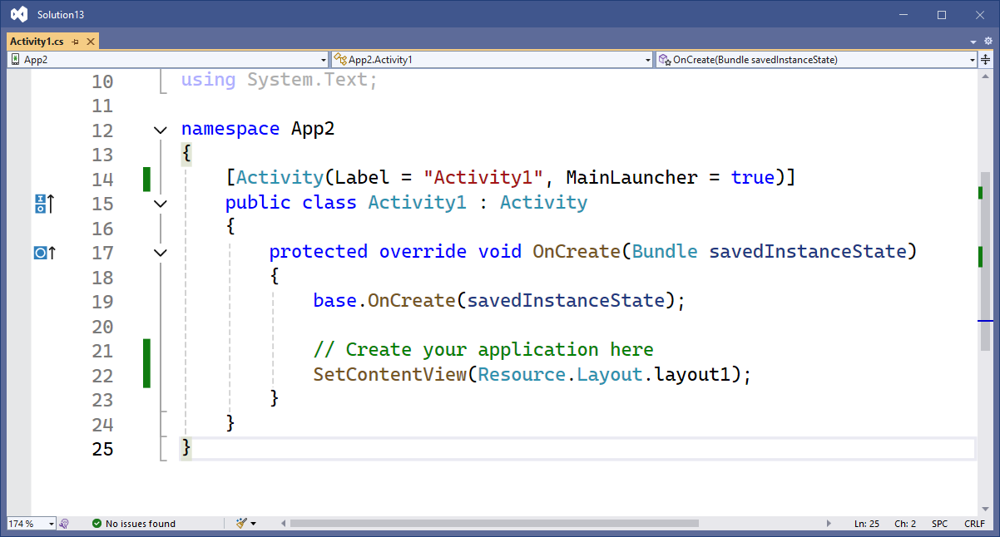 Solution13
Activity1.cs
App2
App2.Activity1
OnCreate(Bundle savedInstanceState)
10 using System.Text;
11
12 namespace App2
13 {
14 [Activity(Label = "Activity1", MainLauncher = true)]
15 public class Activity1 : Activity
16 {
17 protected override void OnCreate(Bundle savedInstanceState)
18 {
19 base.OnCreate(savedInstanceState);
20
21 // Create your application here
22 SetContentView(Resource.Layout.layout1);
23 }
24 }
25 }
174 % No issues found Ln: 25 Ch: 2 SPC CRLF